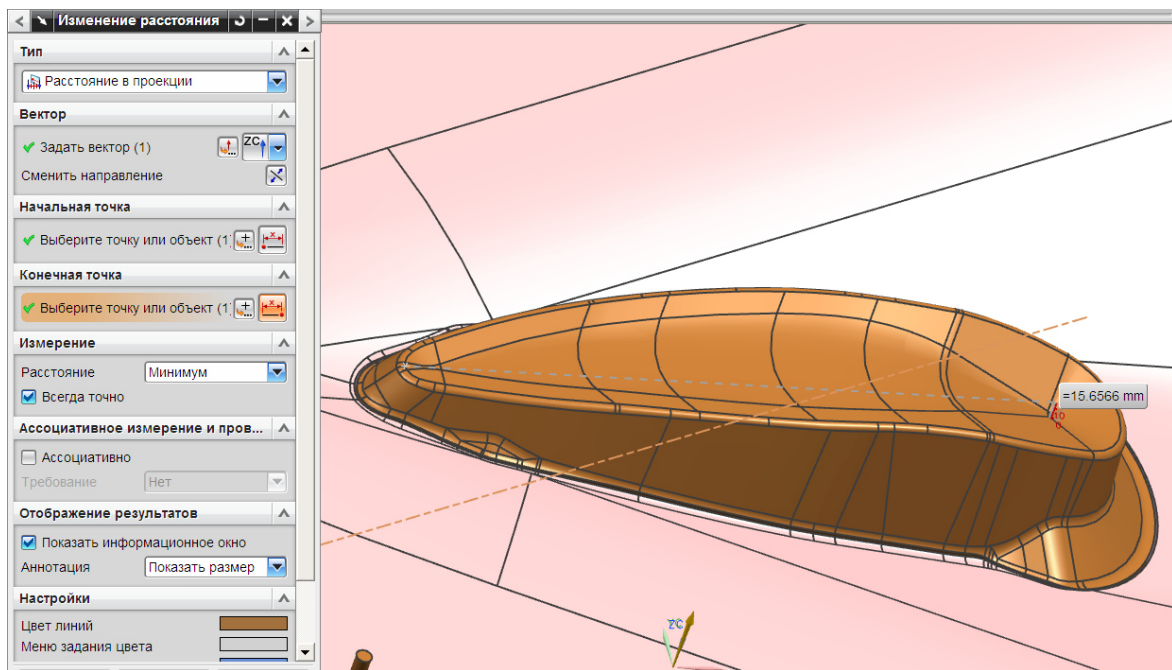 Изменение расстояния
Тип
Расстояние в проекции
Вектор
Задать вектор (1)
ZC
Сменить направление
Начальная точка
Выберите точку или объект (1)
Конечная точка
Выберите точку или объект (1)
Измерение
Расстояние Минимум
Всегда точно
Ассоциативное измерение и пров...
Ассоциативно
Требование Нет
Отображение результатов
Показать информационное окно
Аннотация Показать размер
Настройки
Цвет линий
Меню задания цвета
=15.6566 mm
ZC